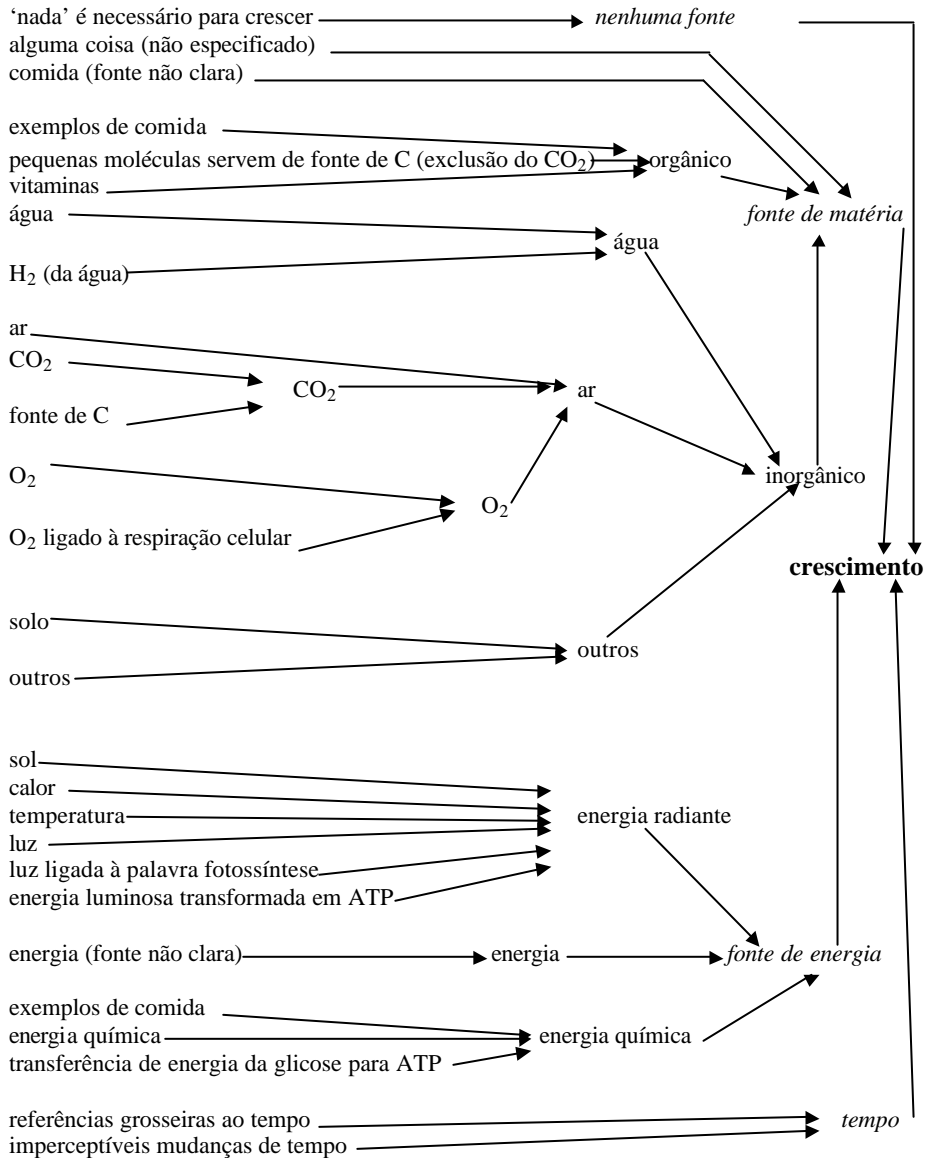 ‘nada’ é necessário para crescer nenhuma fonte
alguma coisa (não especificado)
comida (fonte não clara)
exemplos de comida
pequenas moléculas servem de fonte de C (exclusão do CO₂) orgânico
vitaminas
água fonte de matéria
água
H₂ (da água)
ar
CO₂
CO₂ ar
fonte de C
O₂ inorgânico
O₂
O₂ ligado à respiração celular
crescimento
solo
outros
outros
sol
calor
temperatura energia radiante
luz
luz ligada à palavra fotossíntese
energia luminosa transformada em ATP
energia (fonte não clara) energia fonte de energia
exemplos de comida
energia química energia química
transferência de energia da glicose para ATP
referências grosseiras ao tempo tempo
imperceptíveis mudanças de tempo